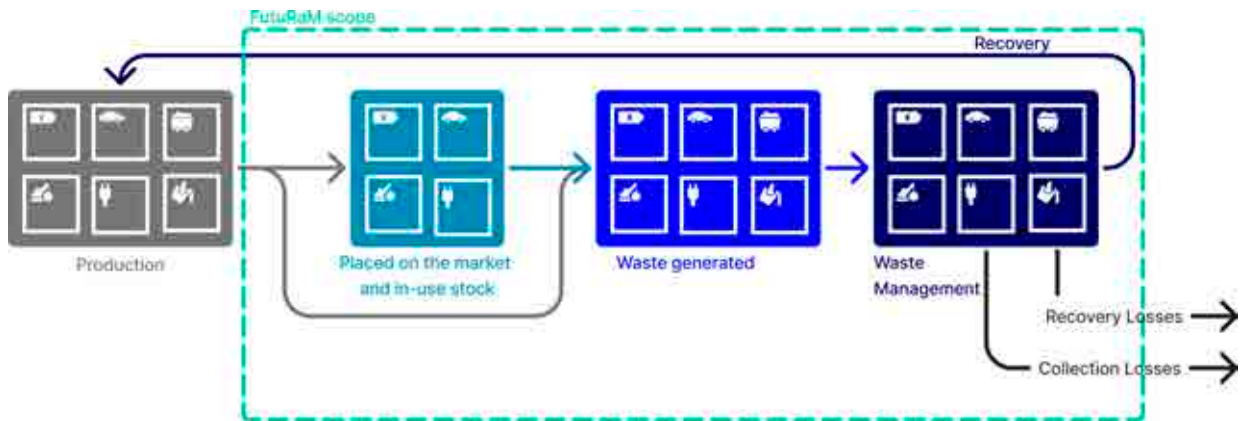 FutuRaM scope
Recovery
Production
Placed on the market
and in-use stock
Waste generated
Waste
Management
Recovery Losses
Collection Losses